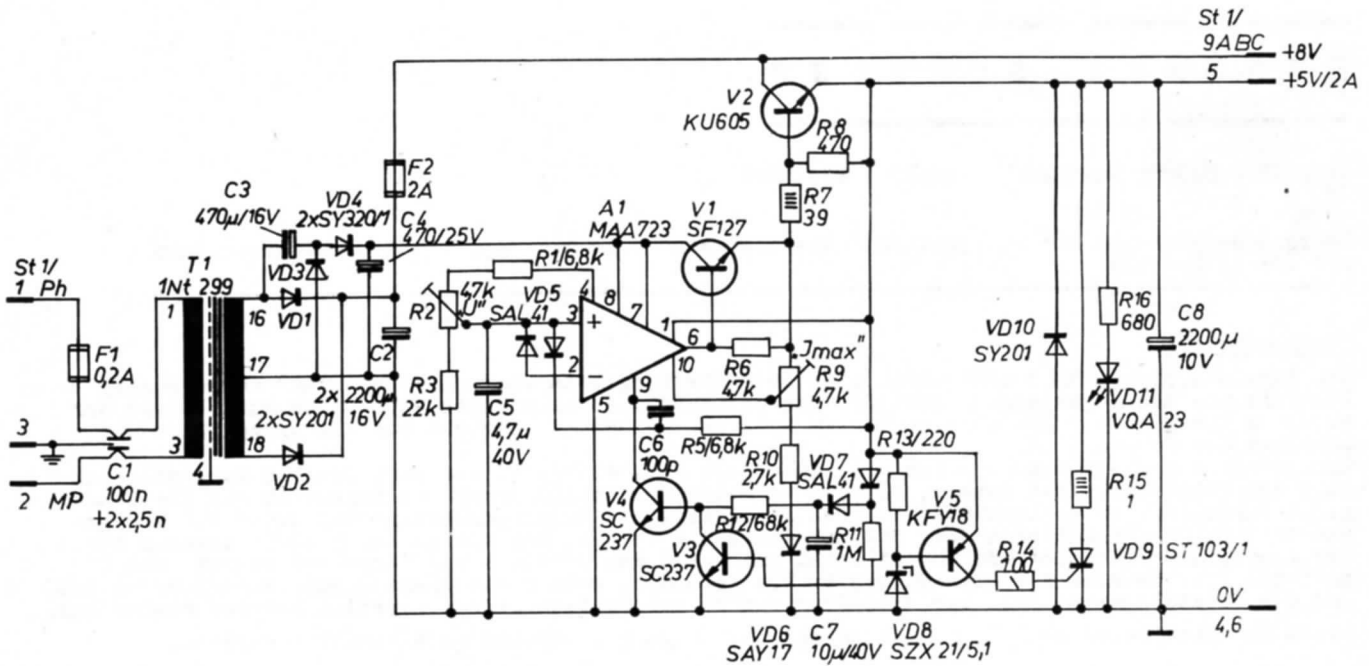 St 1/
9ABC
+8V
5
+5V/2A
V2
KU605
R8
470
F2
2A
R7
39
C3
470µ/16V
VD4
2xSY320/1
C4
470/25V
A1
MAA723
V1
SF127
St 1/
1 Ph
T1
1Nt 299
1
16
VD3
VD1
R1/6,8k
R2
47k
"U"
VD5
SAL 41
4
8
7
3
+
2
−
1
6
10
9
5
R6
4,7k
"Jmax"
R9
4,7k
VD10
SY201
R16
680
C8
2200µ
10V
F1
0,2A
17
C2
2x 2200µ
16V
2xSY201
R3
22k
C5
4,7µ
40V
C6
100p
R5/6,8k
VD11
VQA 23
3
2
MP
C1
100n
+2x2,5n
3
4
18
VD2
V4
SC
237
R12/68k
V3
SC237
R10
2,7k
VD7
SAL41
R11
1M
R13/220
V5
KFY18
R14
100
R15
1
VD9 ST103/1
0V
4,6
VD6
SAY17
C7
10µ/40V
VD8
SZX 21/5,1